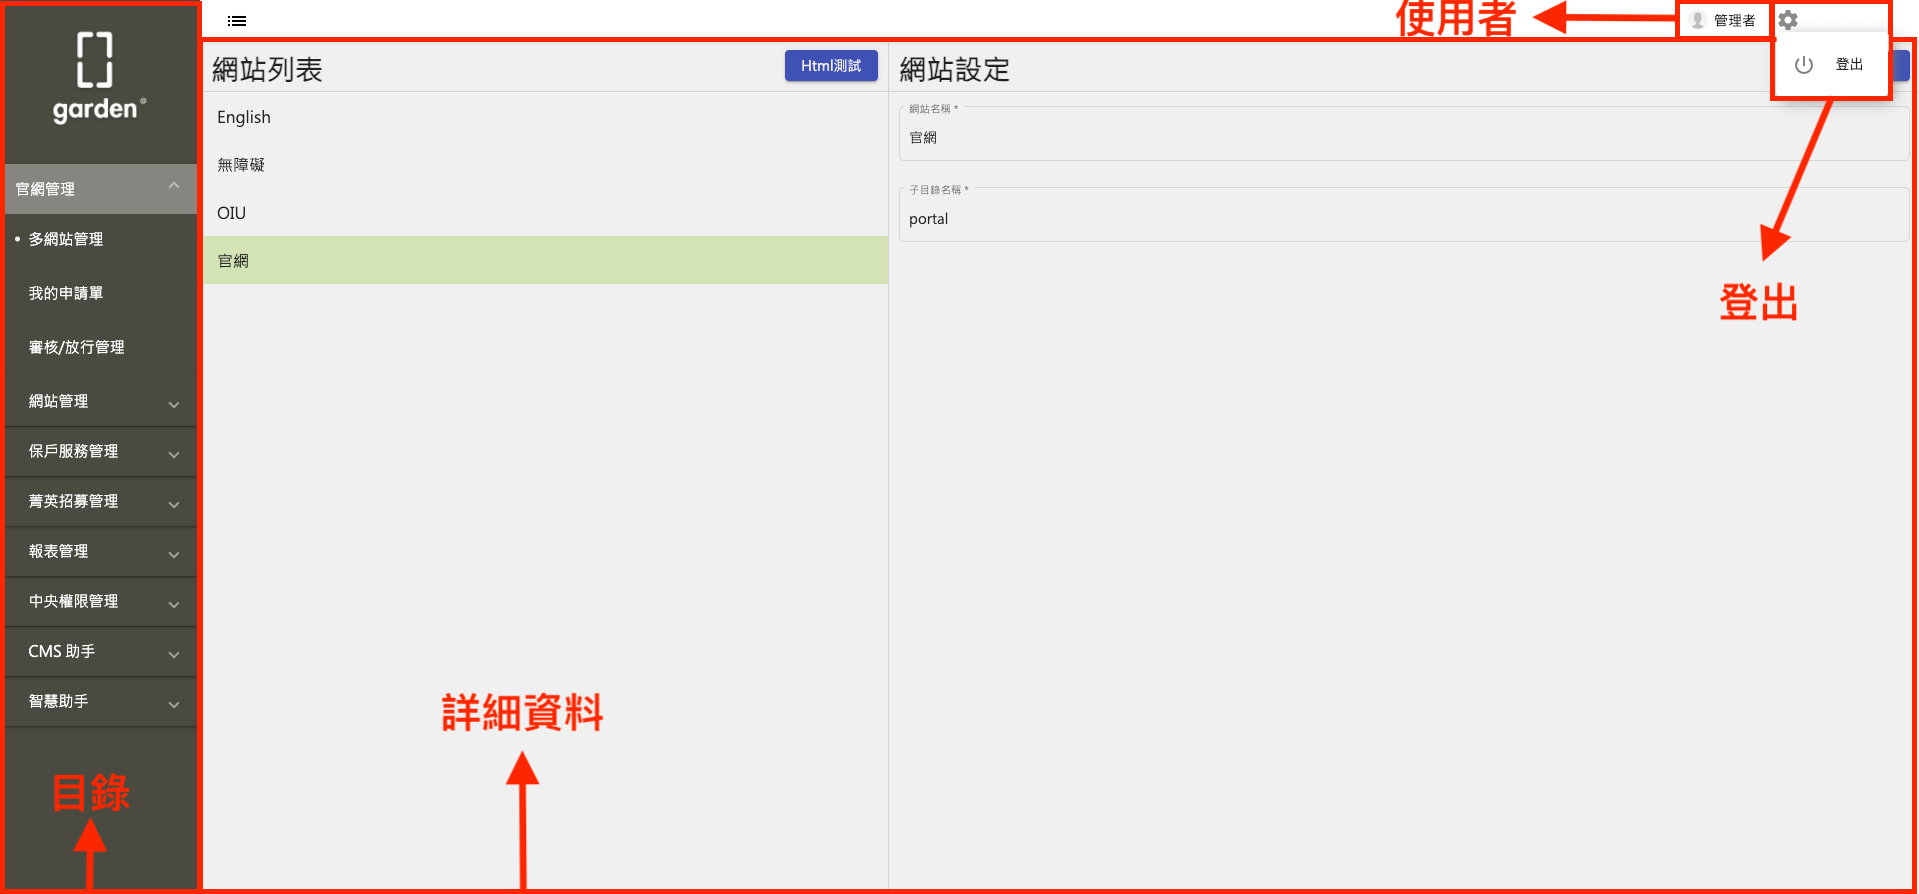 garden®
官網管理
多網站管理
我的申請單
審核/放行管理
網站管理
保戶服務管理
菁英招募管理
報表管理
中央權限管理
CMS 助手
智慧助手
目錄
使用者
管理者
登出
登出
網站列表
Html測試
English
無障礙
OIU
官網
詳細資料
網站設定
網站名稱 *
官網
子目錄名稱 *
portal